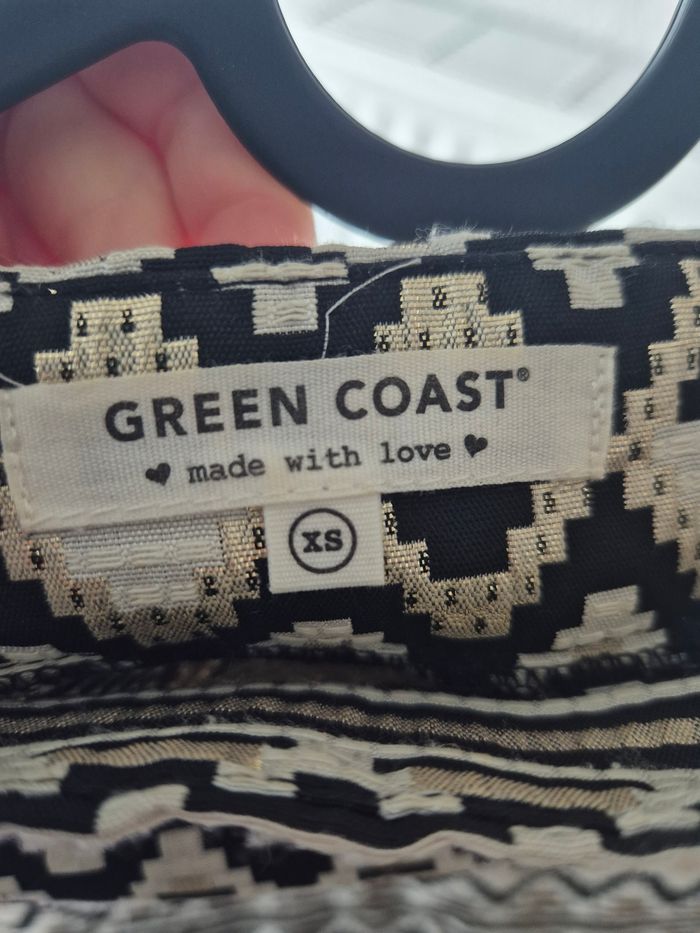 GREEN COAST®
♥ made with love ♥
XS